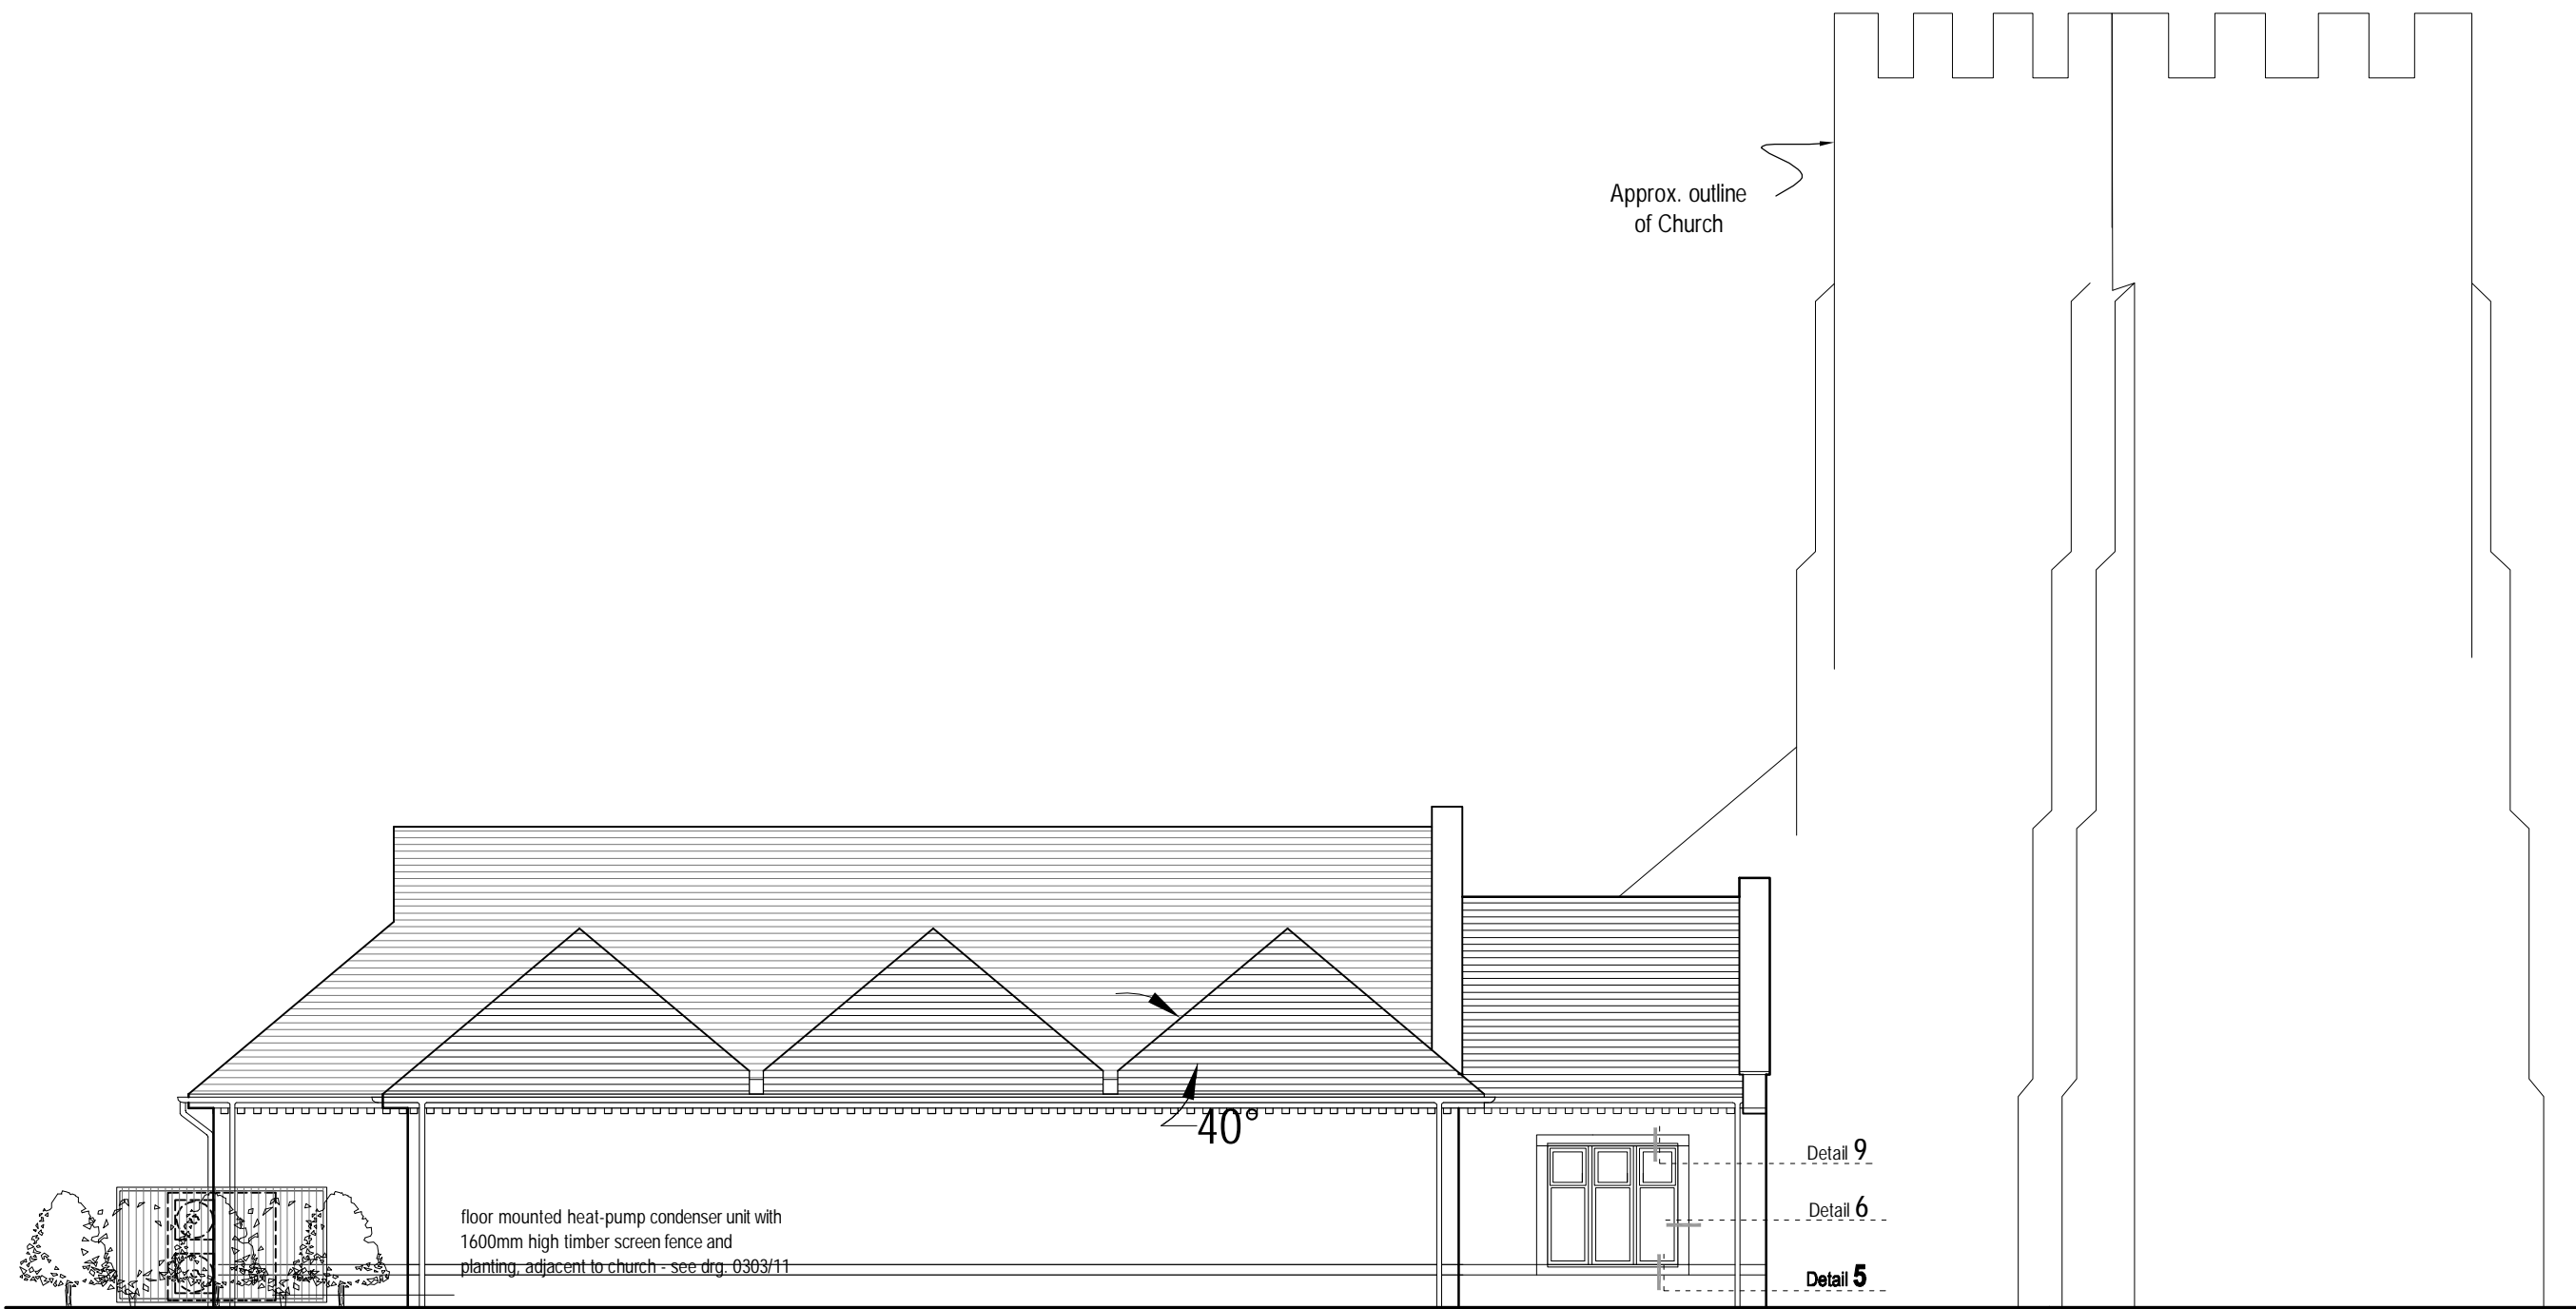 Approx. outline
of Church
40°
Detail 9
Detail 6
Detail 5
floor mounted heat-pump condenser unit with
1600mm high timber screen fence and
planting, adjacent to church - see drg. 0303/11